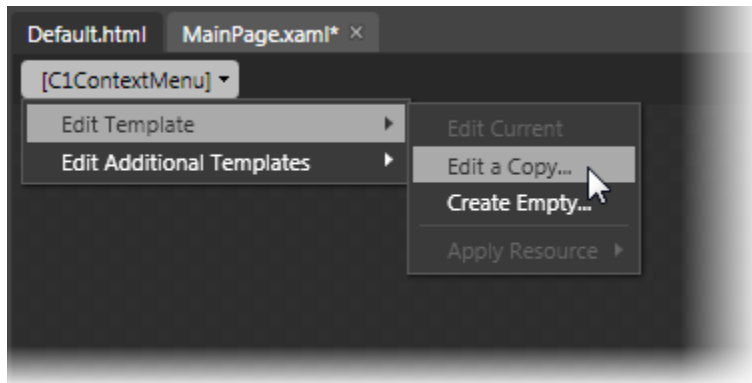 Default.html MainPage.xaml* ×
[C1ContextMenu]
Edit Template Edit Current
Edit Additional Templates Edit a Copy...
Create Empty...
Apply Resource